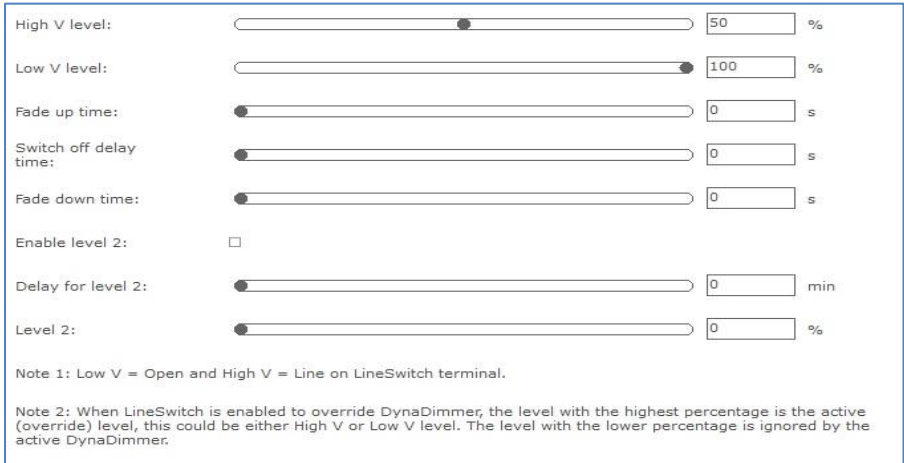 High V level: 50 %
Low V level: 100 %
Fade up time: 0 s
Switch off delay
time: 0 s
Fade down time: 0 s
Enable level 2:
Delay for level 2: 0 min
Level 2: 0 %
Note 1: Low V = Open and High V = Line on LineSwitch terminal.
Note 2: When LineSwitch is enabled to override DynaDimmer, the level with the highest percentage is the active
(override) level, this could be either High V or Low V level. The level with the lower percentage is ignored by the
active DynaDimmer.